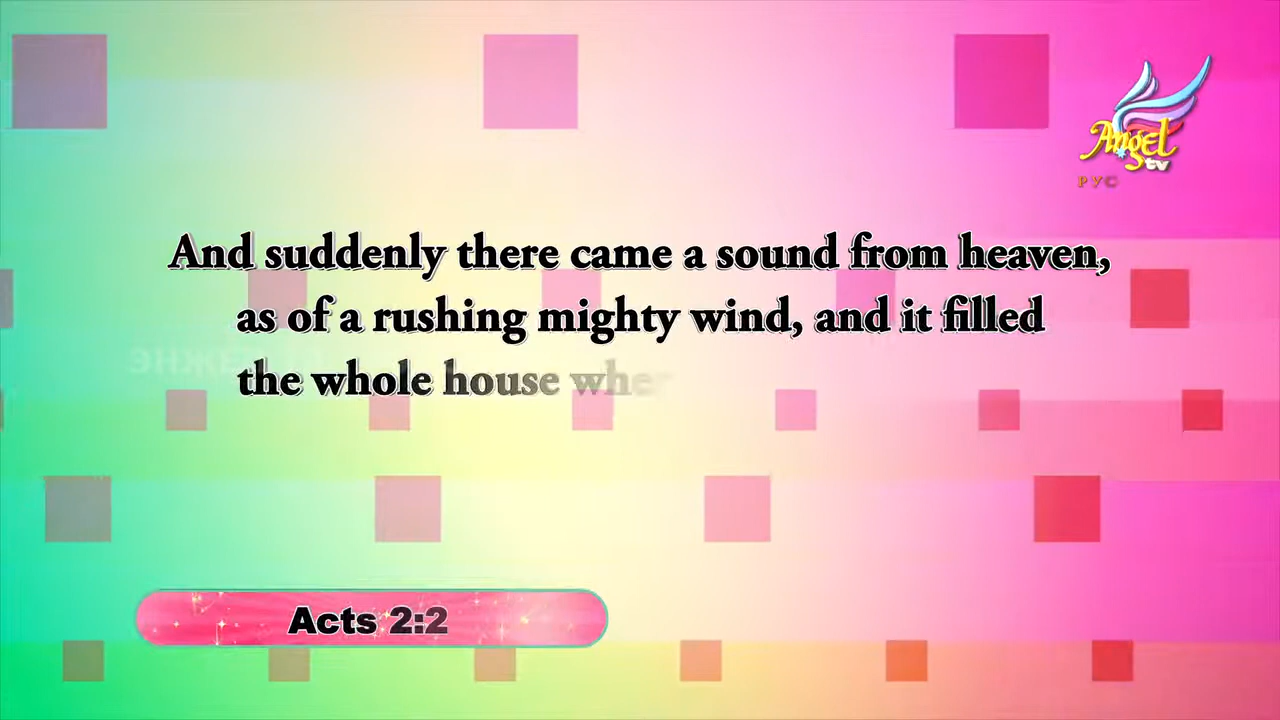 Angel
tv
РУС
And suddenly there came a sound from heaven,
as of a rushing mighty wind, and it filled
the whole house whe
Acts 2:2